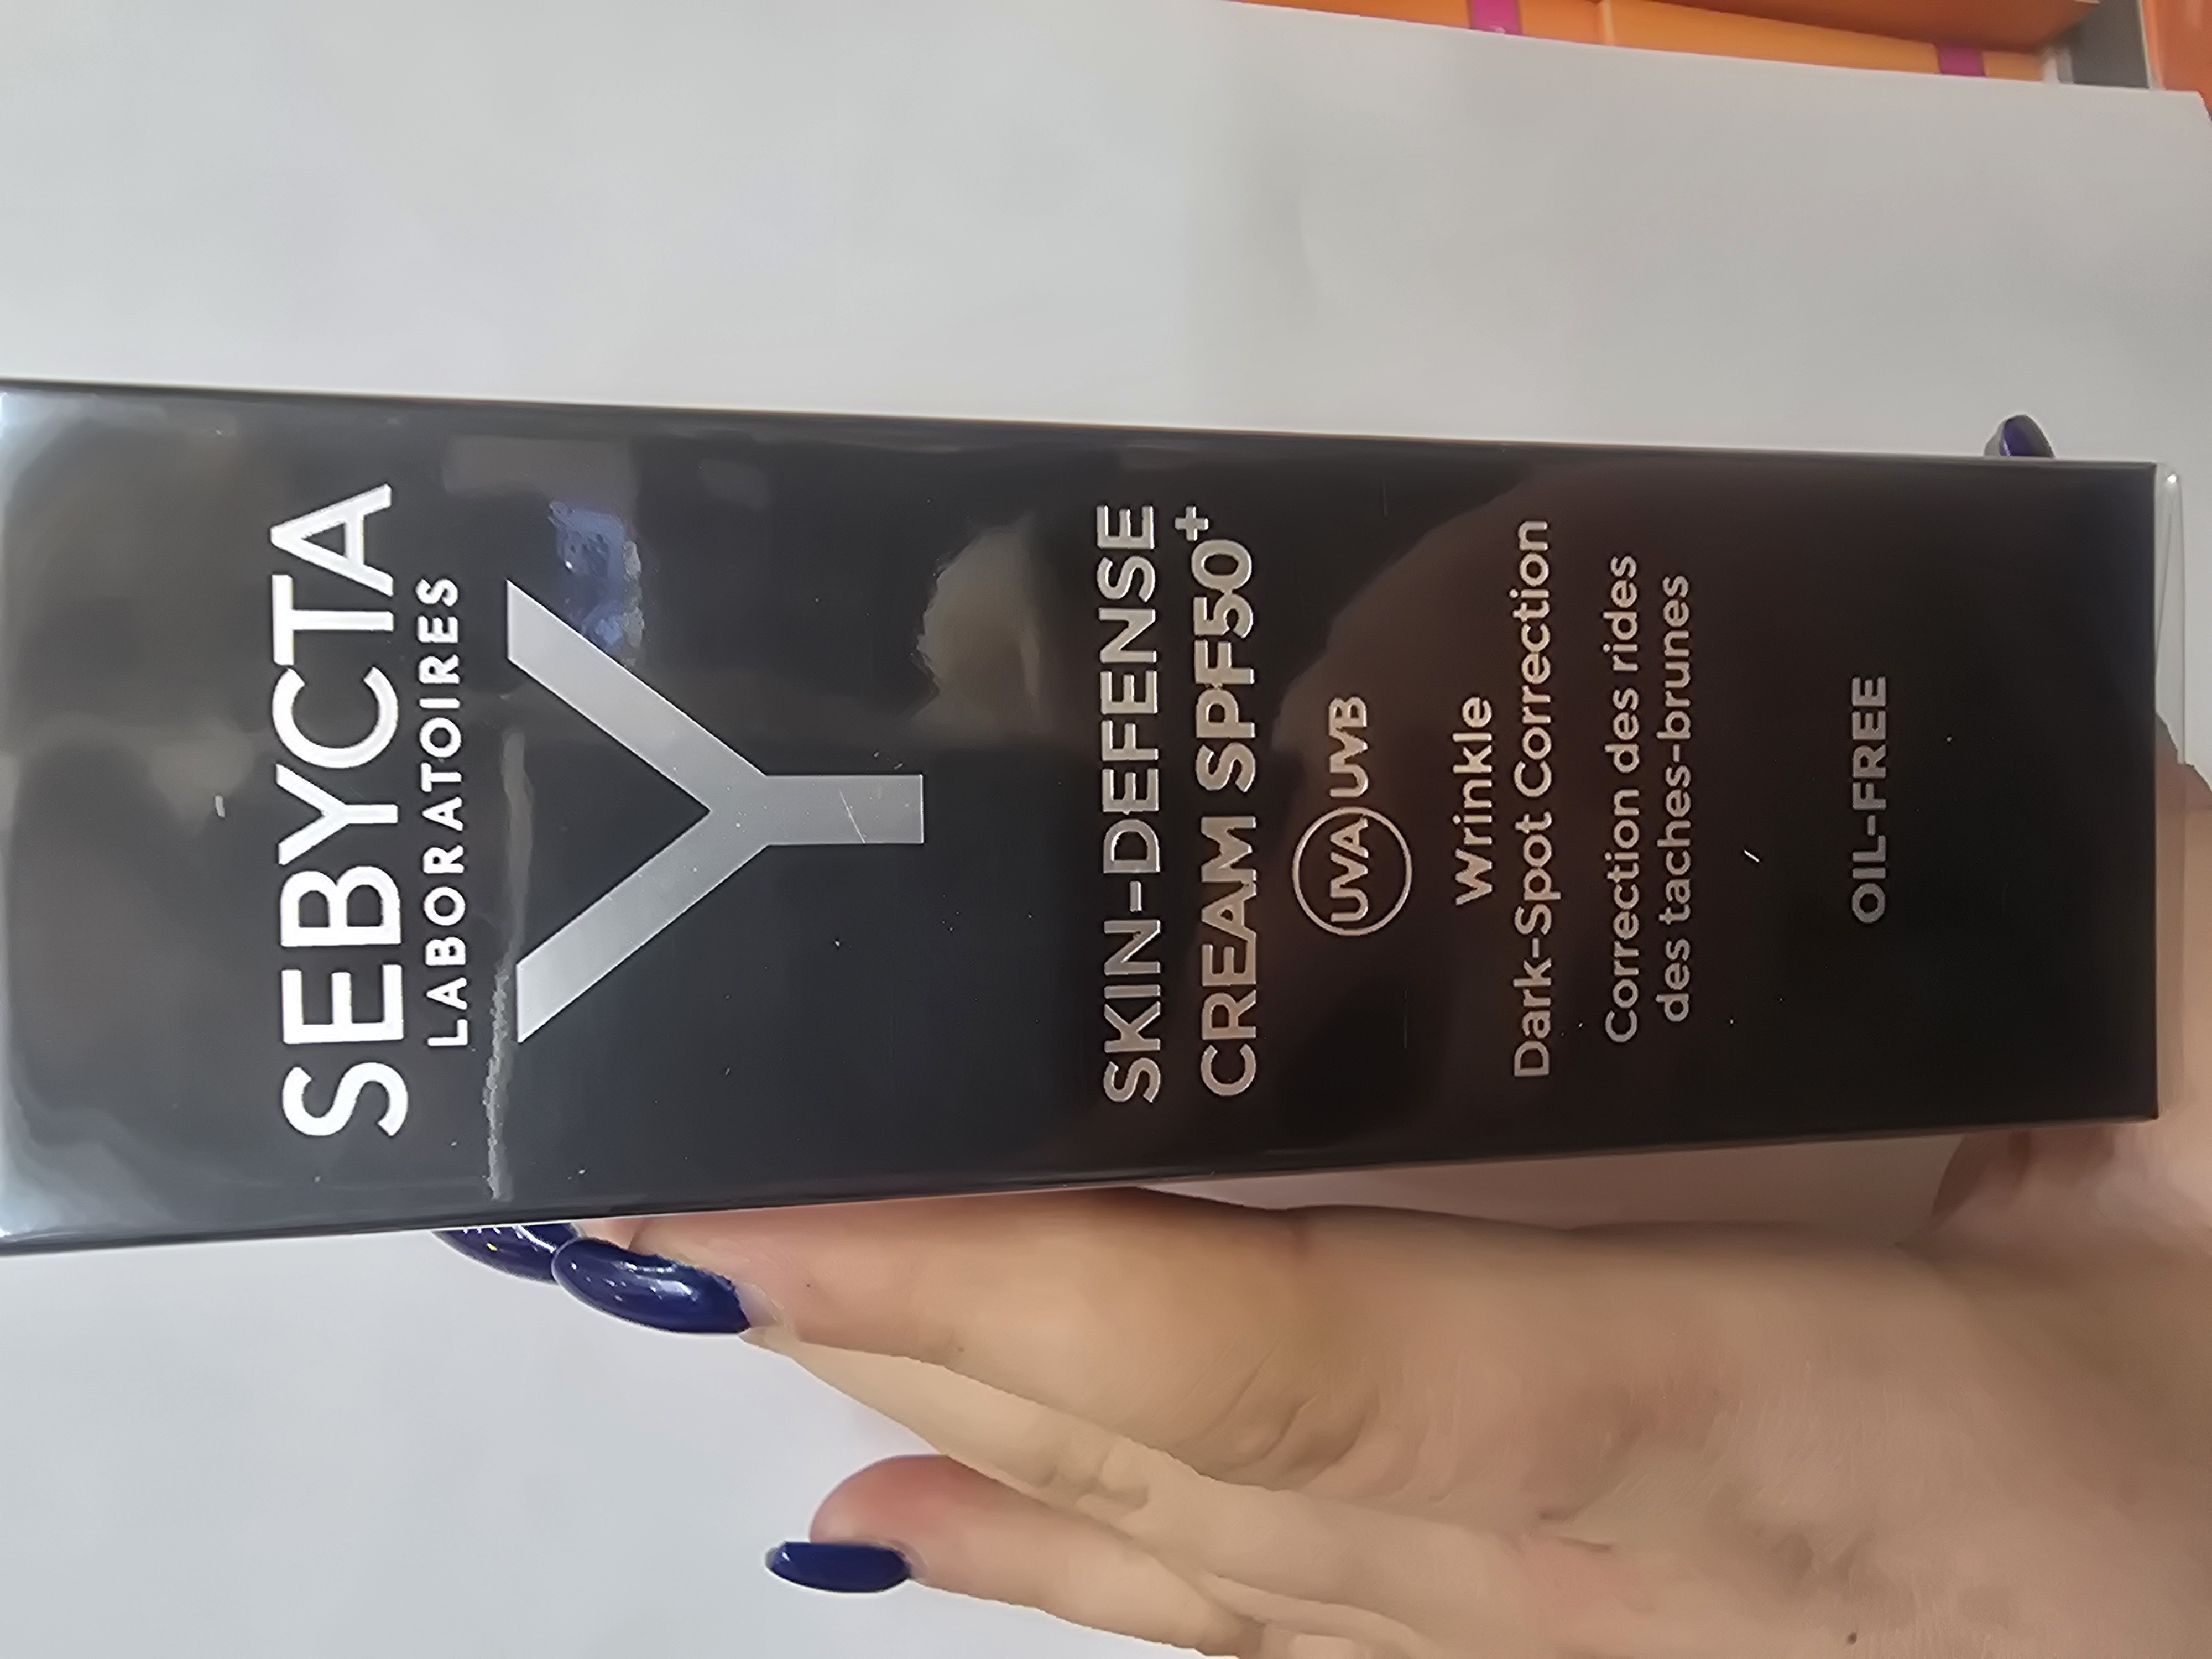 SEBYCTA
LABORATOIRES
SKIN-DEFENSE
CREAM SPF50+
UVA UVB
Wrinkle
Dark-Spot Correction
Correction des rides
des taches-brunes
OIL-FREE